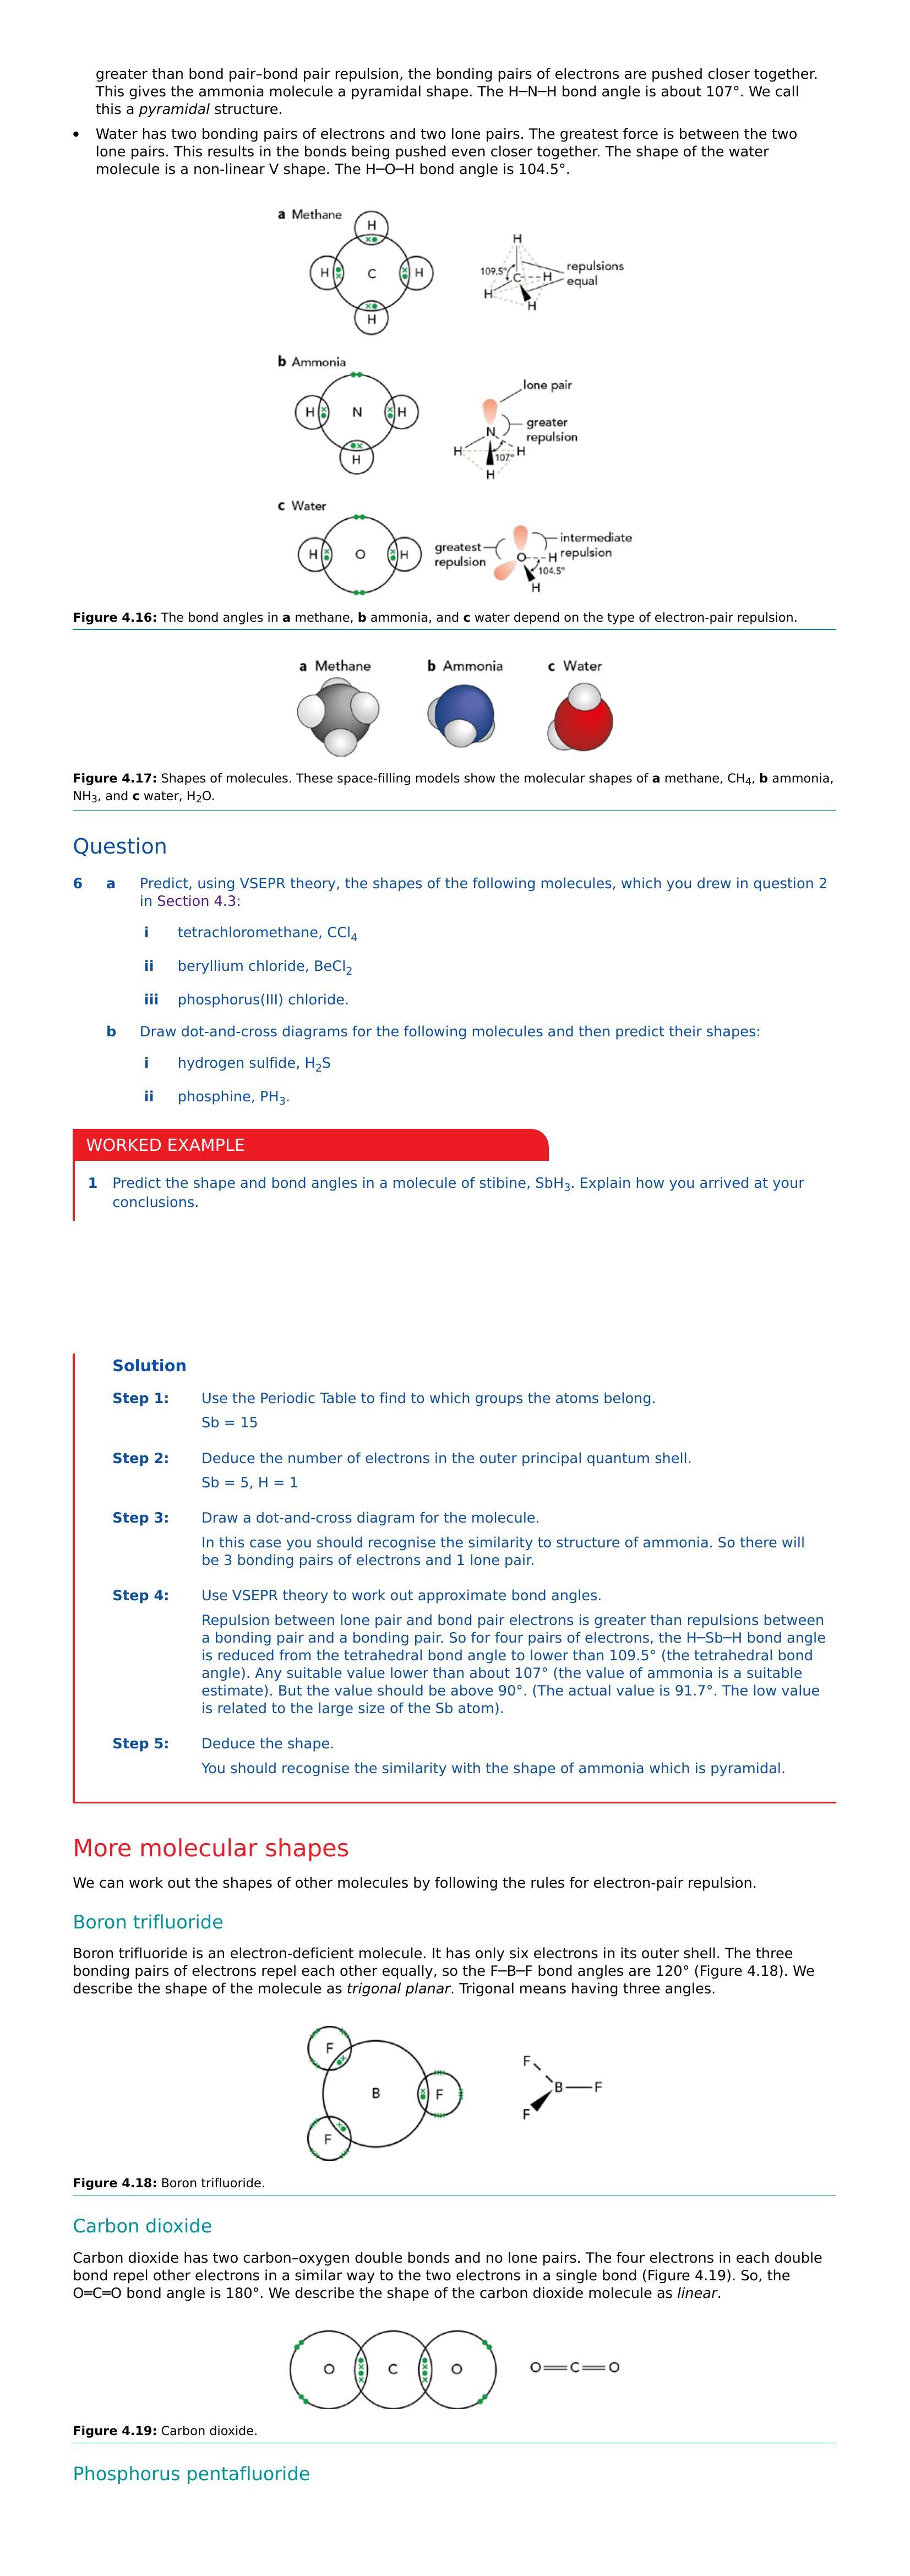 greater than bond pair–bond pair repulsion, the bonding pairs of electrons are pushed closer together.
This gives the ammonia molecule a pyramidal shape. The H─N─H bond angle is about 107°. We call
this a pyramidal structure.
• Water has two bonding pairs of electrons and two lone pairs. The greatest force is between the two
lone pairs. This results in the bonds being pushed even closer together. The shape of the water
molecule is a non-linear V shape. The H─O─H bond angle is 104.5°.
a Methane
H
H C H
H
H
109.5°
C H
H
H
repulsions
equal
b Ammonia
H N H
H
lone pair
N
greater
repulsion
H H
107°
H
c Water
H O H
greatest
repulsion
O H
104.5°
H
intermediate
repulsion
Figure 4.16: The bond angles in a methane, b ammonia, and c water depend on the type of electron-pair repulsion.
a Methane b Ammonia c Water
Figure 4.17: Shapes of molecules. These space-filling models show the molecular shapes of a methane, CH₄, b ammonia,
NH₃, and c water, H₂O.
Question
6 a Predict, using VSEPR theory, the shapes of the following molecules, which you drew in question 2
in Section 4.3:
i tetrachloromethane, CCl₄
ii beryllium chloride, BeCl₂
iii phosphorus(III) chloride.
b Draw dot-and-cross diagrams for the following molecules and then predict their shapes:
i hydrogen sulfide, H₂S
ii phosphine, PH₃.
WORKED EXAMPLE
1 Predict the shape and bond angles in a molecule of stibine, SbH₃. Explain how you arrived at your
conclusions.
Solution
Step 1: Use the Periodic Table to find to which groups the atoms belong.
Sb = 15
Step 2: Deduce the number of electrons in the outer principal quantum shell.
Sb = 5, H = 1
Step 3: Draw a dot-and-cross diagram for the molecule.
In this case you should recognise the similarity to structure of ammonia. So there will
be 3 bonding pairs of electrons and 1 lone pair.
Step 4: Use VSEPR theory to work out approximate bond angles.
Repulsion between lone pair and bond pair electrons is greater than repulsions between
a bonding pair and a bonding pair. So for four pairs of electrons, the H─Sb─H bond angle
is reduced from the tetrahedral bond angle to lower than 109.5° (the tetrahedral bond
angle). Any suitable value lower than about 107° (the value of ammonia is a suitable
estimate). But the value should be above 90°. (The actual value is 91.7°. The low value
is related to the large size of the Sb atom).
Step 5: Deduce the shape.
You should recognise the similarity with the shape of ammonia which is pyramidal.
More molecular shapes
We can work out the shapes of other molecules by following the rules for electron-pair repulsion.
Boron trifluoride
Boron trifluoride is an electron-deficient molecule. It has only six electrons in its outer shell. The three
bonding pairs of electrons repel each other equally, so the F─B─F bond angles are 120° (Figure 4.18). We
describe the shape of the molecule as trigonal planar. Trigonal means having three angles.
F
B F
F
F
B F
F
Figure 4.18: Boron trifluoride.
Carbon dioxide
Carbon dioxide has two carbon–oxygen double bonds and no lone pairs. The four electrons in each double
bond repel other electrons in a similar way to the two electrons in a single bond (Figure 4.19). So, the
O═C═O bond angle is 180°. We describe the shape of the carbon dioxide molecule as linear.
O C O
O═C═O
Figure 4.19: Carbon dioxide.
Phosphorus pentafluoride